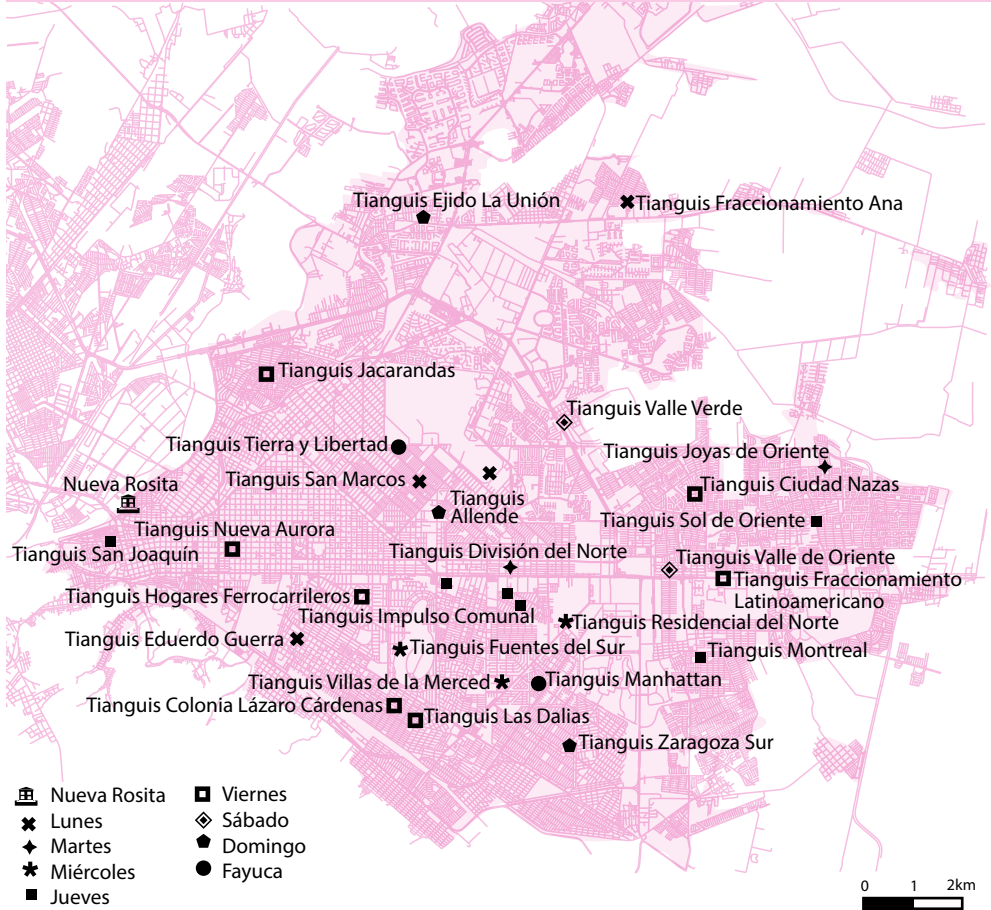 Tianguis Ejido La Unión
Tianguis Fraccionamiento Ana
Tianguis Jacarandas
Tianguis Valle Verde
Tianguis Tierra y Libertad
Tianguis Joyas de Oriente
Tianguis San Marcos
Nueva Rosita
Tianguis Ciudad Nazas
Tianguis
Allende
Tianguis Sol de Oriente
Tianguis Nueva Aurora
Tianguis San Joaquín
Tianguis División del Norte
Tianguis Valle de Oriente
Tianguis Fraccionamiento
Latinoamericano
Tianguis Hogares Ferrocarrileros
Tianguis Impulso Comunal
Tianguis Residencial del Norte
Tianguis Eduerdo Guerra
Tianguis Fuentes del Sur
Tianguis Montreal
Tianguis Villas de la Merced
Tianguis Manhattan
Tianguis Colonia Lázaro Cárdenas
Tianguis Las Dalias
Tianguis Zaragoza Sur
Nueva Rosita
Lunes
Martes
Miércoles
Jueves
Viernes
Sábado
Domingo
Fayuca
0 1 2km